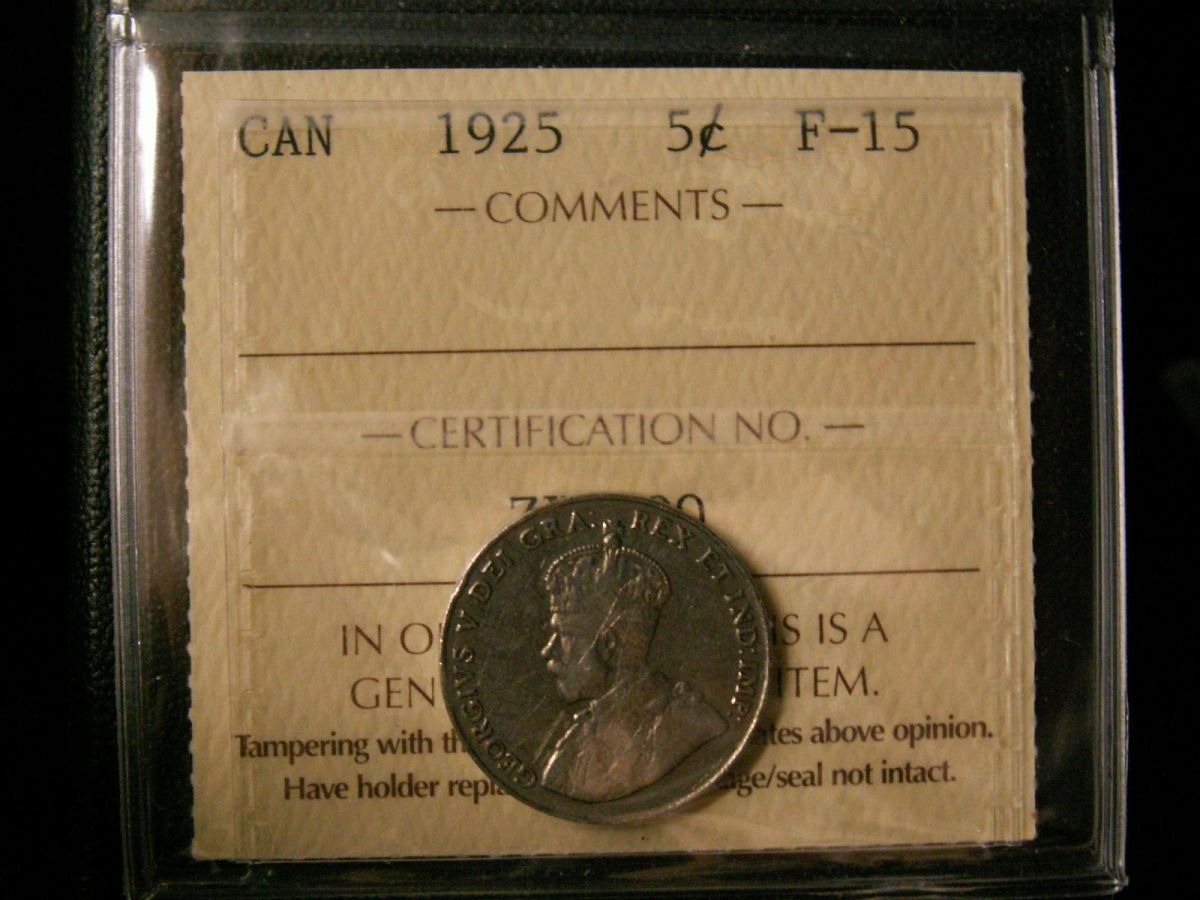 CAN 1925 5¢ F-15
— COMMENTS —
— CERTIFICATION NO. —
GEORGIVS V DEI GRA: REX ET IND:IMP:
IN O IS IS A
GEN ITEM.
Tampering with th ates above opinion.
Have holder repla age/seal not intact.